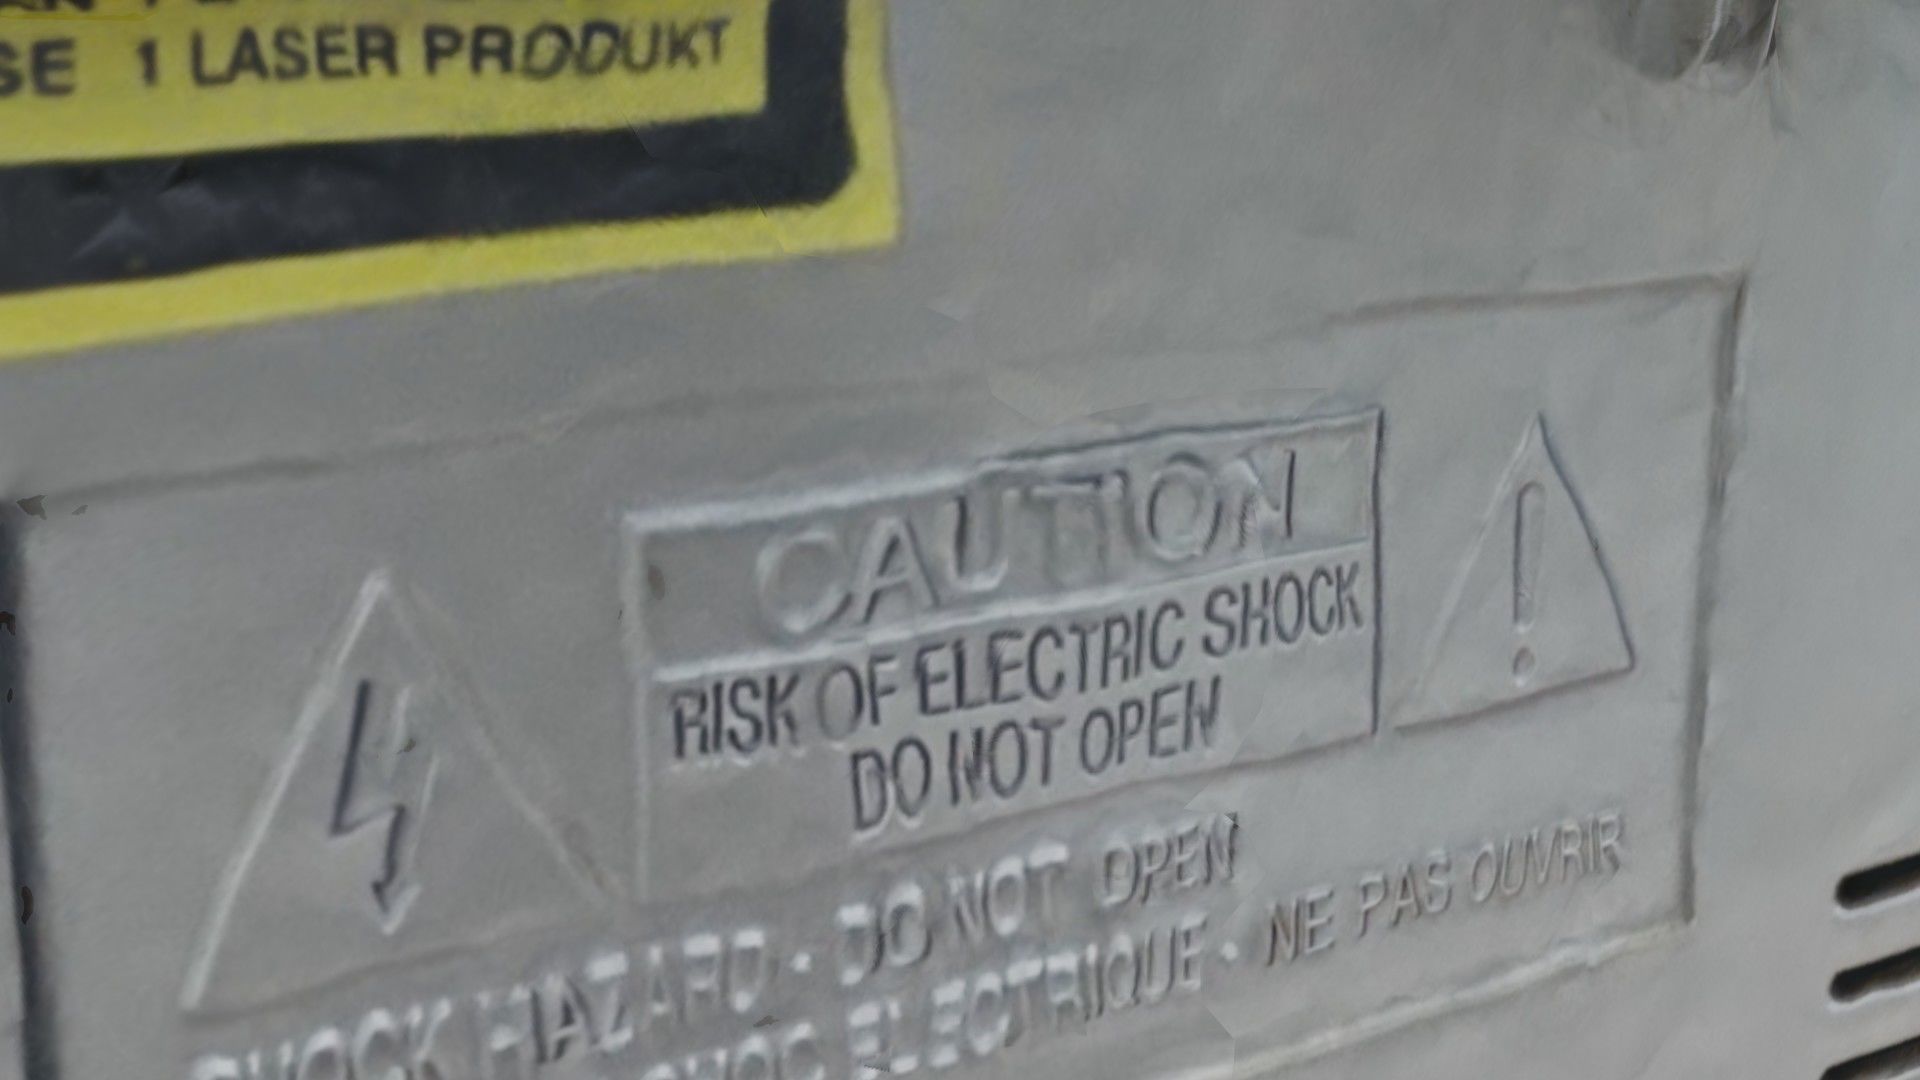 1 LASER PRODUKT
CAUTION
RISK OF ELECTRIC SHOCK
DO NOT OPEN
SHOCK HAZARD - DO NOT OPEN
ELECTRIQUE - NE PAS OUVRIR